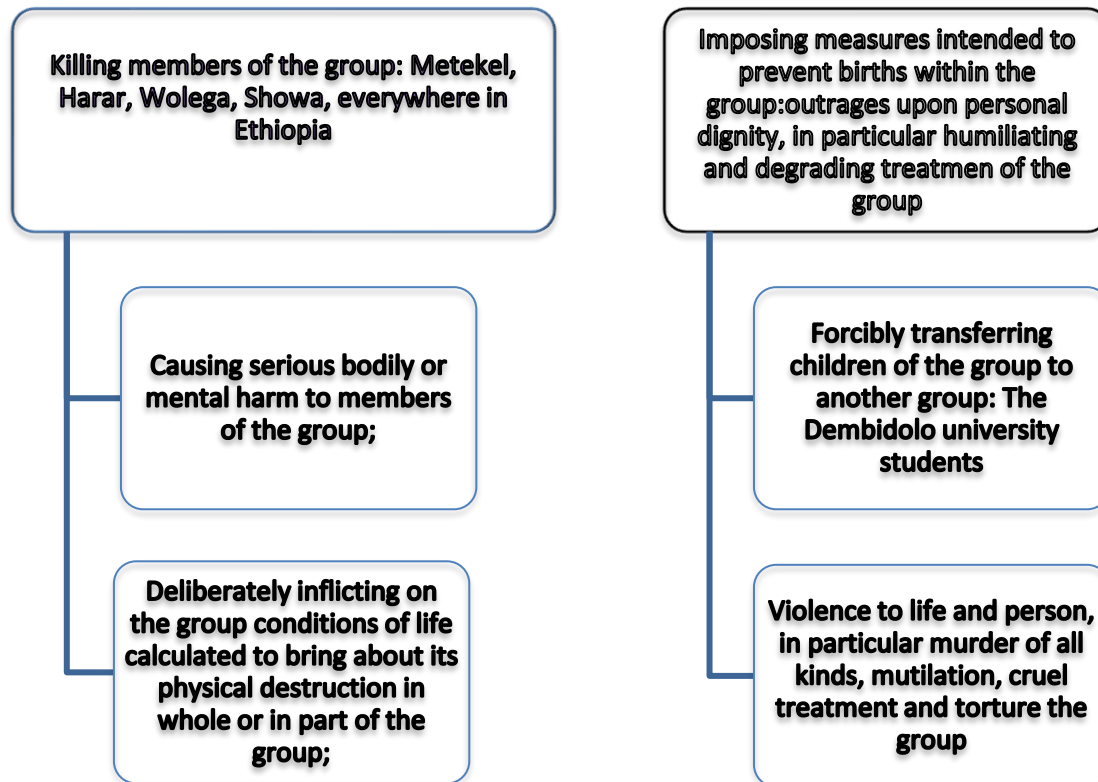 Killing members of the group: Metekel,
Harar, Wolega, Showa, everywhere in
Ethiopia
Causing serious bodily or
mental harm to members
of the group;
Deliberately inflicting on
the group conditions of life
calculated to bring about its
physical destruction in
whole or in part of the
group;
Imposing measures intended to
prevent births within the
group:outrages upon personal
dignity, in particular humiliating
and degrading treatmen of the
group
Forcibly transferring
children of the group to
another group: The
Dembidolo university
students
Violence to life and person,
in particular murder of all
kinds, mutilation, cruel
treatment and torture the
group